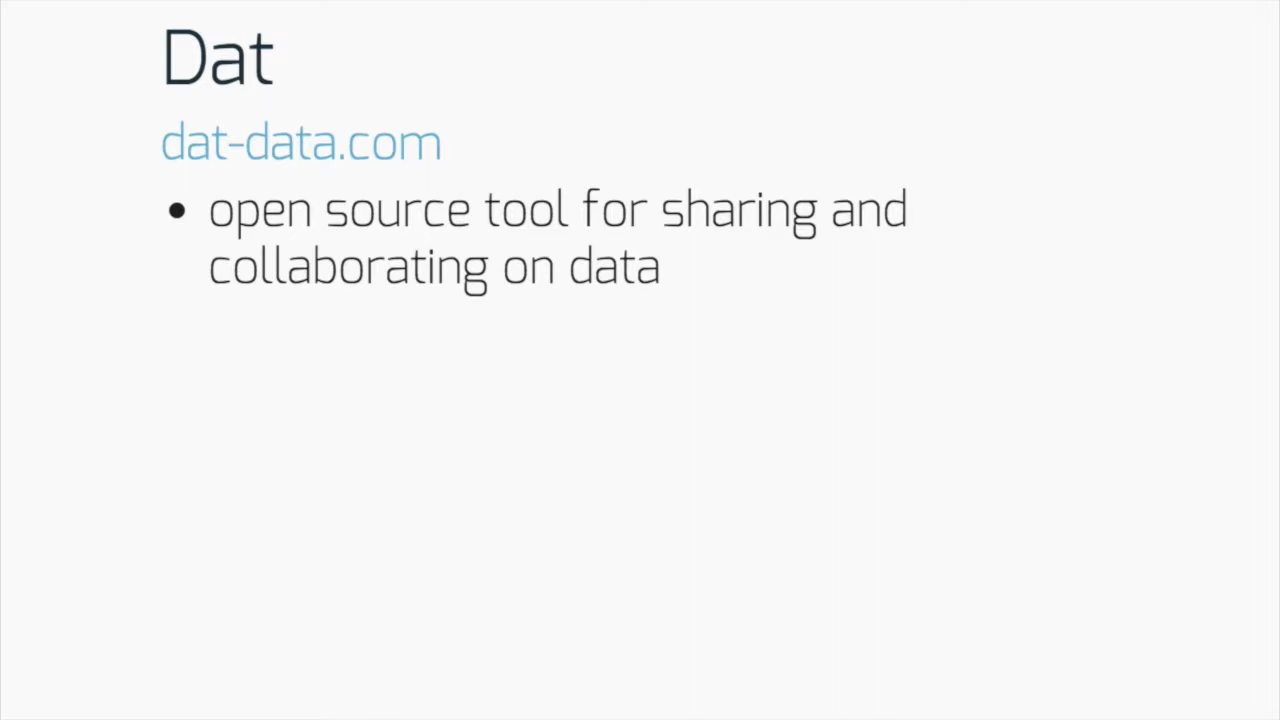 Dat
dat-data.com
• open source tool for sharing and
collaborating on data